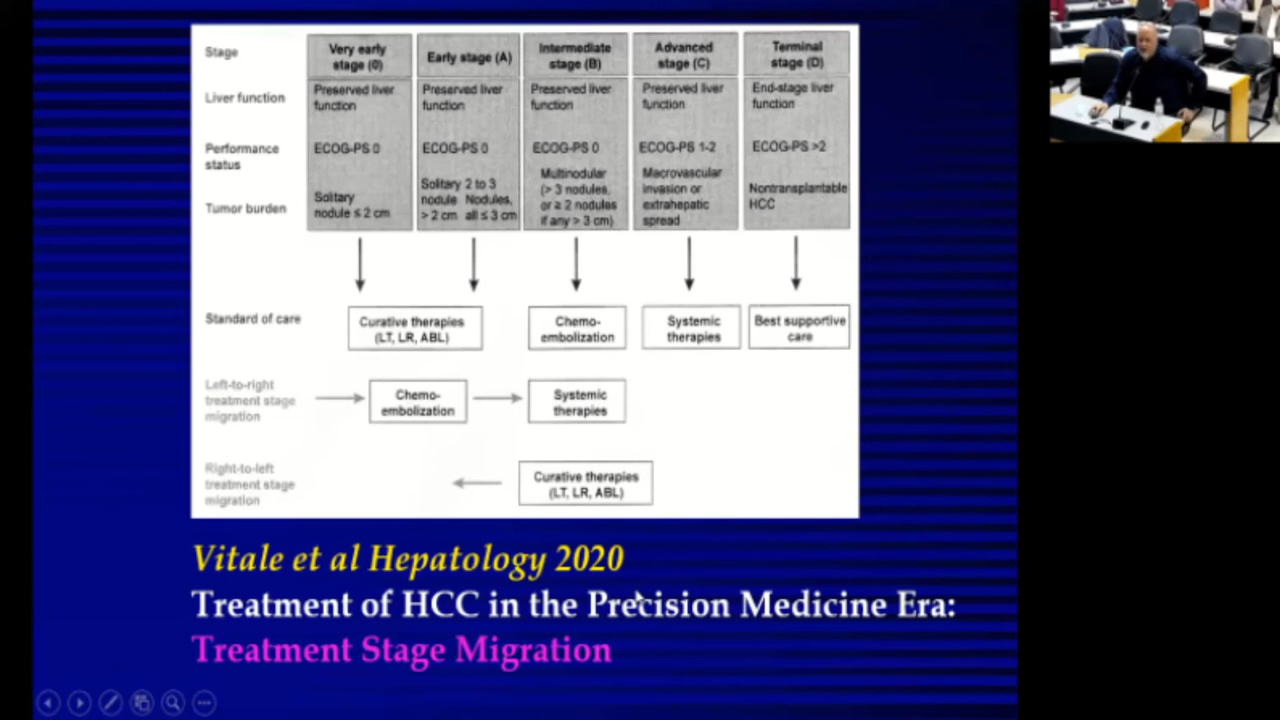 Stage
Very early
stage (0)
Early stage (A)
Intermediate
stage (B)
Advanced
stage (C)
Terminal
stage (D)
Liver function
Preserved liver
function
Preserved liver
function
Preserved liver
function
Preserved liver
function
End-stage liver
function
Performance
status
ECOG-PS 0
ECOG-PS 0
ECOG-PS 0
ECOG-PS 1-2
ECOG-PS >2
Tumor burden
Solitary
nodule ≤ 2 cm
Solitary 2 to 3
nodule Nodules,
> 2 cm all ≤ 3 cm
Multinodular
(> 3 nodules,
or ≥ 2 nodules
if any > 3 cm)
Macrovascular
invasion or
extrahepatic
spread
Nontransplantable
HCC
Standard of care
Curative therapies
(LT, LR, ABL)
Chemo-
embolization
Systemic
therapies
Best supportive
care
Left-to-right
treatment stage
migration
Chemo-
embolization
Systemic
therapies
Right-to-left
treatment stage
migration
Curative therapies
(LT, LR, ABL)
Vitale et al Hepatology 2020
Treatment of HCC in the Precision Medicine Era:
Treatment Stage Migration